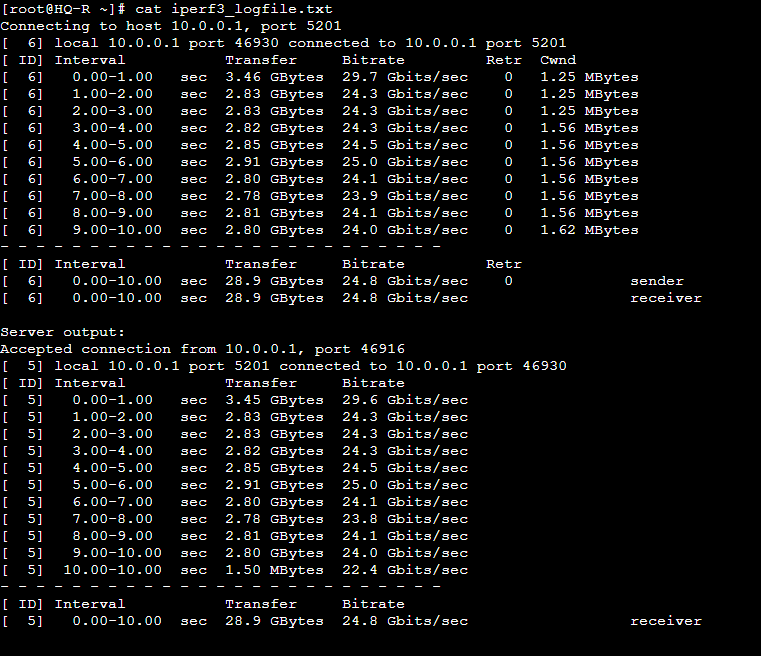 [root@HQ-R ~]# cat iperf3_logfile.txt
Connecting to host 10.0.0.1, port 5201
[  6] local 10.0.0.1 port 46930 connected to 10.0.0.1 port 5201
[ ID] Interval           Transfer     Bitrate         Retr  Cwnd
[  6]   0.00-1.00   sec  3.46 GBytes  29.7 Gbits/sec    0   1.25 MBytes
[  6]   1.00-2.00   sec  2.83 GBytes  24.3 Gbits/sec    0   1.25 MBytes
[  6]   2.00-3.00   sec  2.83 GBytes  24.3 Gbits/sec    0   1.25 MBytes
[  6]   3.00-4.00   sec  2.82 GBytes  24.3 Gbits/sec    0   1.56 MBytes
[  6]   4.00-5.00   sec  2.85 GBytes  24.5 Gbits/sec    0   1.56 MBytes
[  6]   5.00-6.00   sec  2.91 GBytes  25.0 Gbits/sec    0   1.56 MBytes
[  6]   6.00-7.00   sec  2.80 GBytes  24.1 Gbits/sec    0   1.56 MBytes
[  6]   7.00-8.00   sec  2.78 GBytes  23.9 Gbits/sec    0   1.56 MBytes
[  6]   8.00-9.00   sec  2.81 GBytes  24.1 Gbits/sec    0   1.56 MBytes
[  6]   9.00-10.00  sec  2.80 GBytes  24.0 Gbits/sec    0   1.62 MBytes
- - - - - - - - - - - - - - - - - - - - - - - - -
[ ID] Interval           Transfer     Bitrate         Retr
[  6]   0.00-10.00  sec  28.9 GBytes  24.8 Gbits/sec    0             sender
[  6]   0.00-10.00  sec  28.9 GBytes  24.8 Gbits/sec                  receiver

Server output:
Accepted connection from 10.0.0.1, port 46916
[  5] local 10.0.0.1 port 5201 connected to 10.0.0.1 port 46930
[ ID] Interval           Transfer     Bitrate
[  5]   0.00-1.00   sec  3.45 GBytes  29.6 Gbits/sec
[  5]   1.00-2.00   sec  2.83 GBytes  24.3 Gbits/sec
[  5]   2.00-3.00   sec  2.83 GBytes  24.3 Gbits/sec
[  5]   3.00-4.00   sec  2.82 GBytes  24.3 Gbits/sec
[  5]   4.00-5.00   sec  2.85 GBytes  24.5 Gbits/sec
[  5]   5.00-6.00   sec  2.91 GBytes  25.0 Gbits/sec
[  5]   6.00-7.00   sec  2.80 GBytes  24.1 Gbits/sec
[  5]   7.00-8.00   sec  2.78 GBytes  23.8 Gbits/sec
[  5]   8.00-9.00   sec  2.81 GBytes  24.1 Gbits/sec
[  5]   9.00-10.00  sec  2.80 GBytes  24.0 Gbits/sec
[  5]  10.00-10.00  sec  1.50 MBytes  22.4 Gbits/sec
- - - - - - - - - - - - - - - - - - - - - - - - -
[ ID] Interval           Transfer     Bitrate
[  5]   0.00-10.00  sec  28.9 GBytes  24.8 Gbits/sec                  receiver